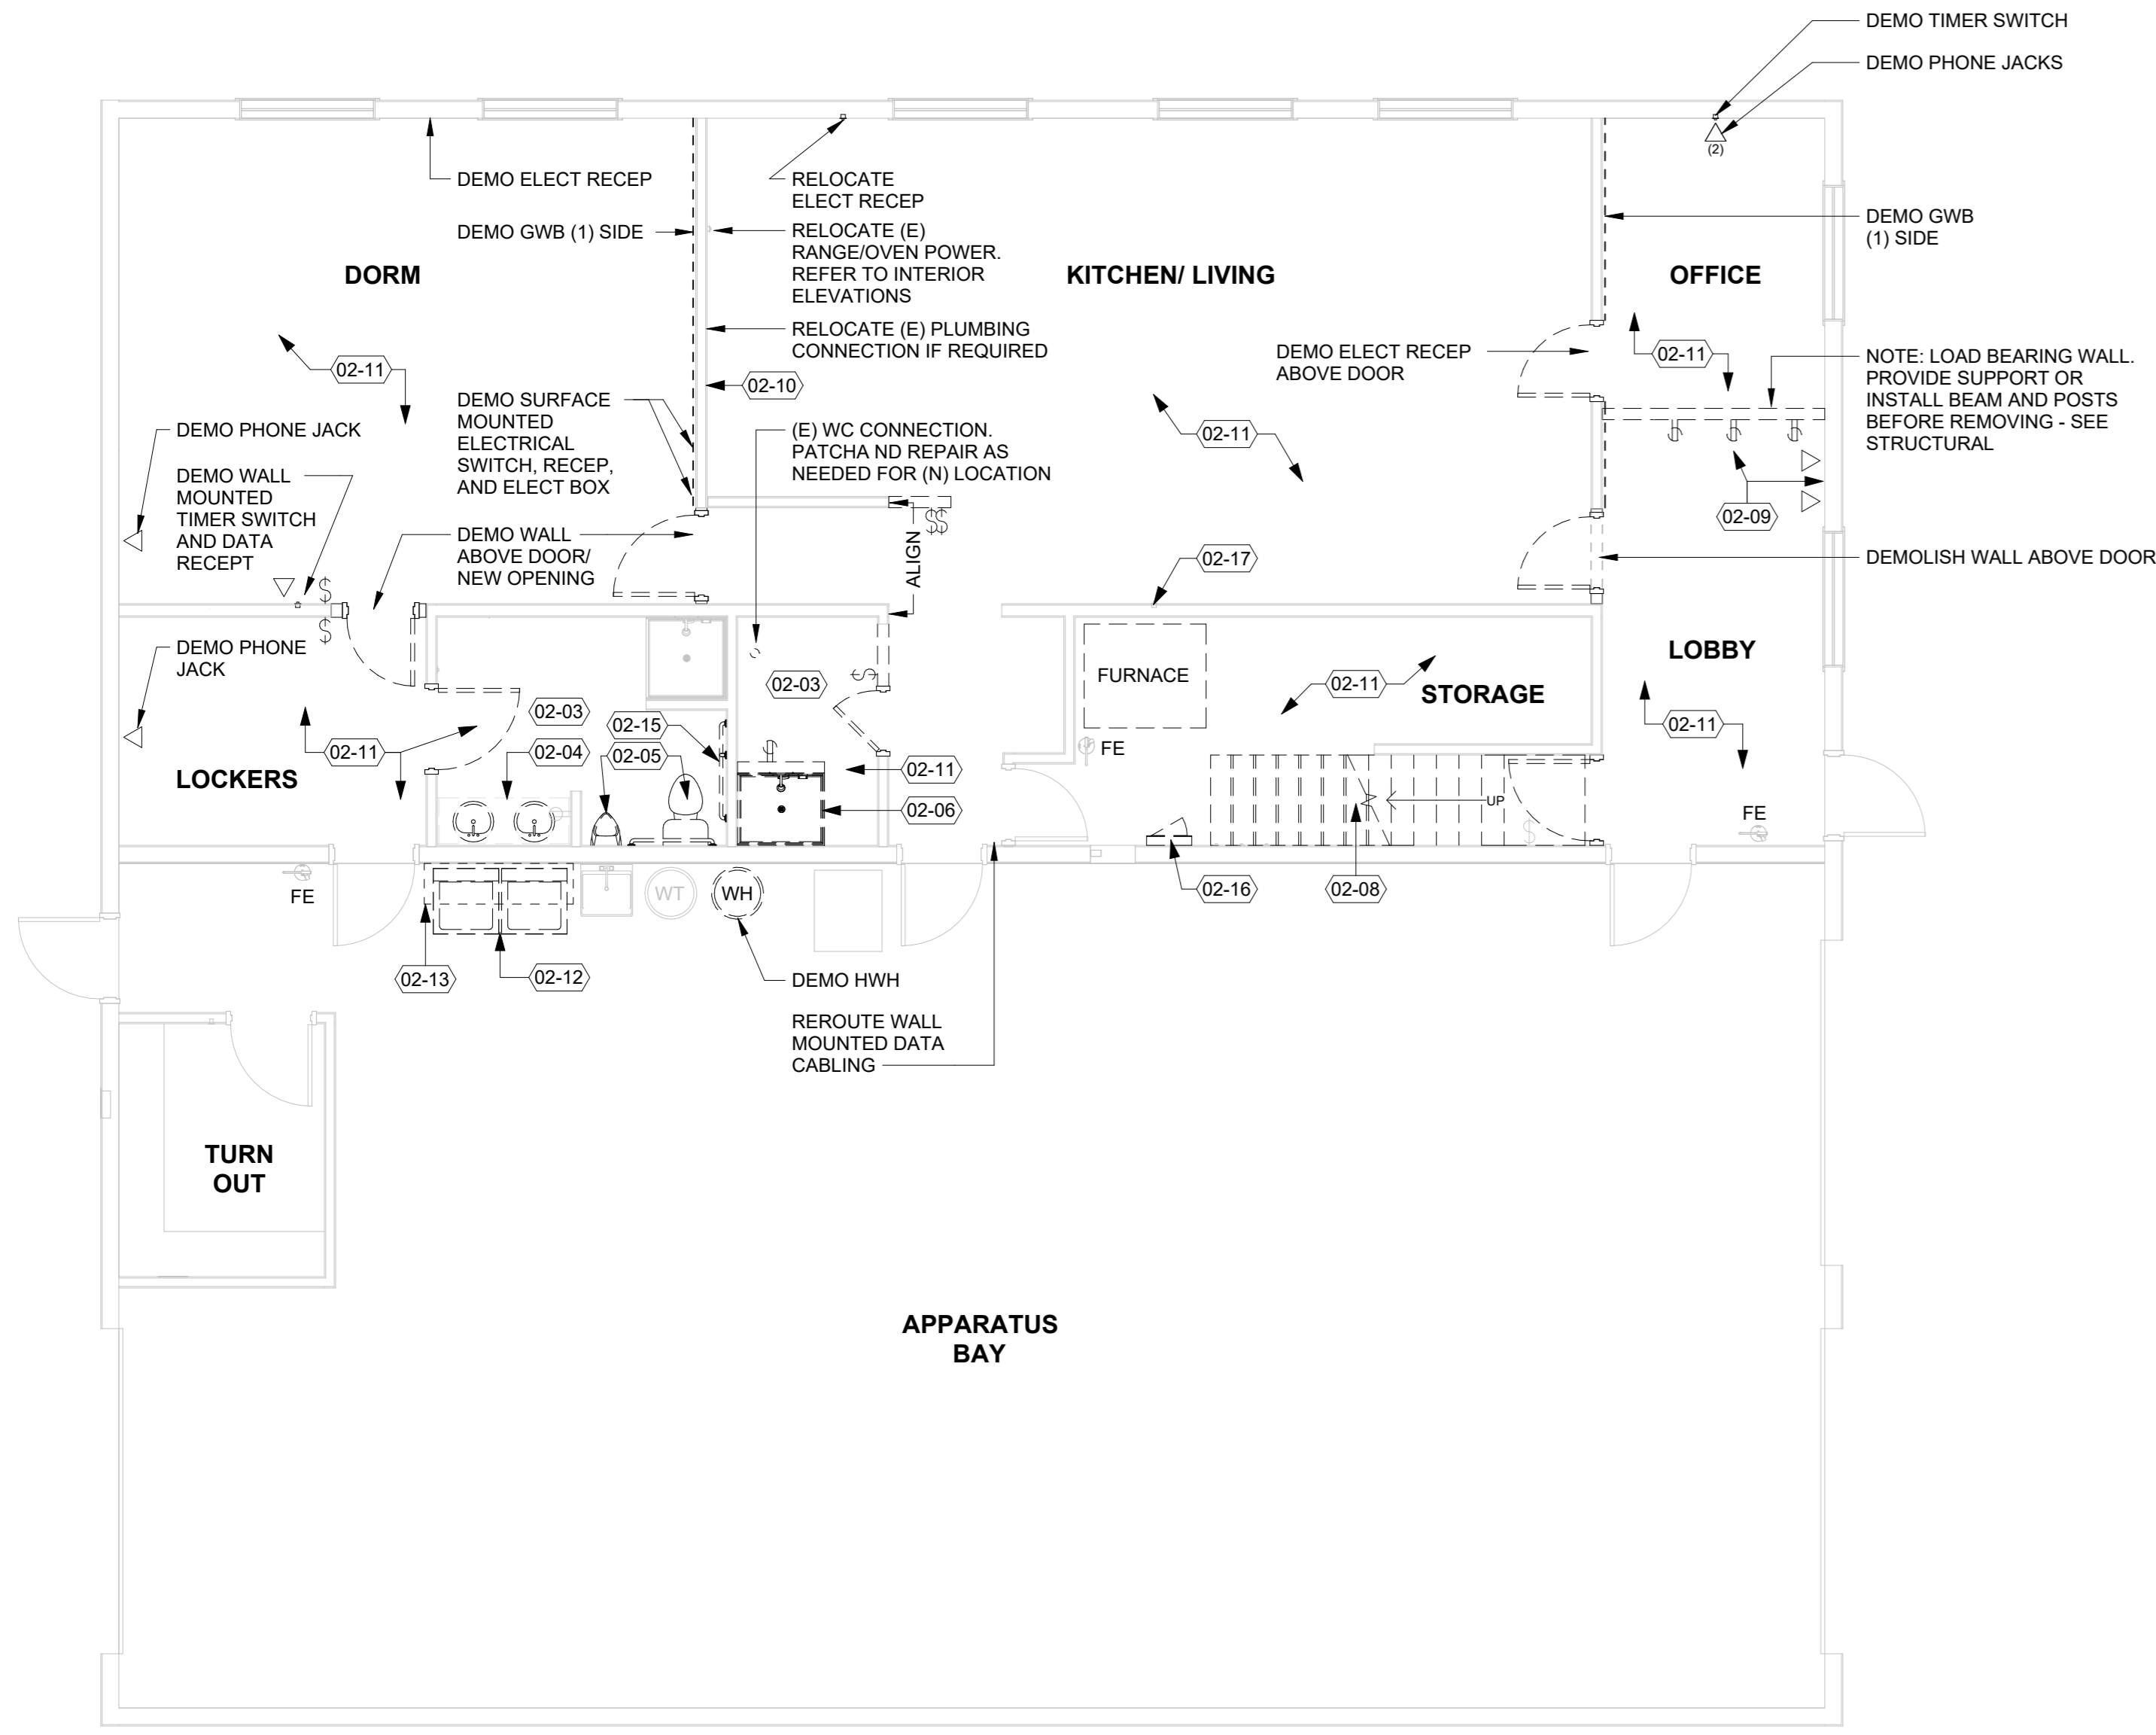 DEMO TIMER SWITCH
DEMO PHONE JACKS
(2)
DEMO ELECT RECEP
RELOCATE
ELECT RECEP
DEMO GWB (1) SIDE
RELOCATE (E)
RANGE/OVEN POWER.
REFER TO INTERIOR
ELEVATIONS
DEMO GWB
(1) SIDE
DORM
KITCHEN/ LIVING
OFFICE
RELOCATE (E) PLUMBING
CONNECTION IF REQUIRED
DEMO ELECT RECEP
ABOVE DOOR
02-11
02-11
NOTE: LOAD BEARING WALL.
PROVIDE SUPPORT OR
INSTALL BEAM AND POSTS
BEFORE REMOVING - SEE
STRUCTURAL
02-10
DEMO SURFACE
MOUNTED
ELECTRICAL
SWITCH, RECEP,
AND ELECT BOX
DEMO PHONE JACK
(E) WC CONNECTION.
PATCHA ND REPAIR AS
NEEDED FOR (N) LOCATION
02-11
DEMO WALL
MOUNTED
TIMER SWITCH
AND DATA
RECEPT
$$
02-09
DEMO WALL
ABOVE DOOR/
NEW OPENING
ALIGN
02-17
DEMOLISH WALL ABOVE DOOR
$
$
DEMO PHONE
JACK
LOBBY
FURNACE
$
02-03
02-11
STORAGE
02-03
02-15
02-11
02-11
02-04
02-05
FE
LOCKERS
02-11
02-06
UP
FE
$
FE
WT
WH
02-16
02-08
02-13
02-12
DEMO HWH
REROUTE WALL
MOUNTED DATA
CABLING
TURN
OUT
APPARATUS
BAY